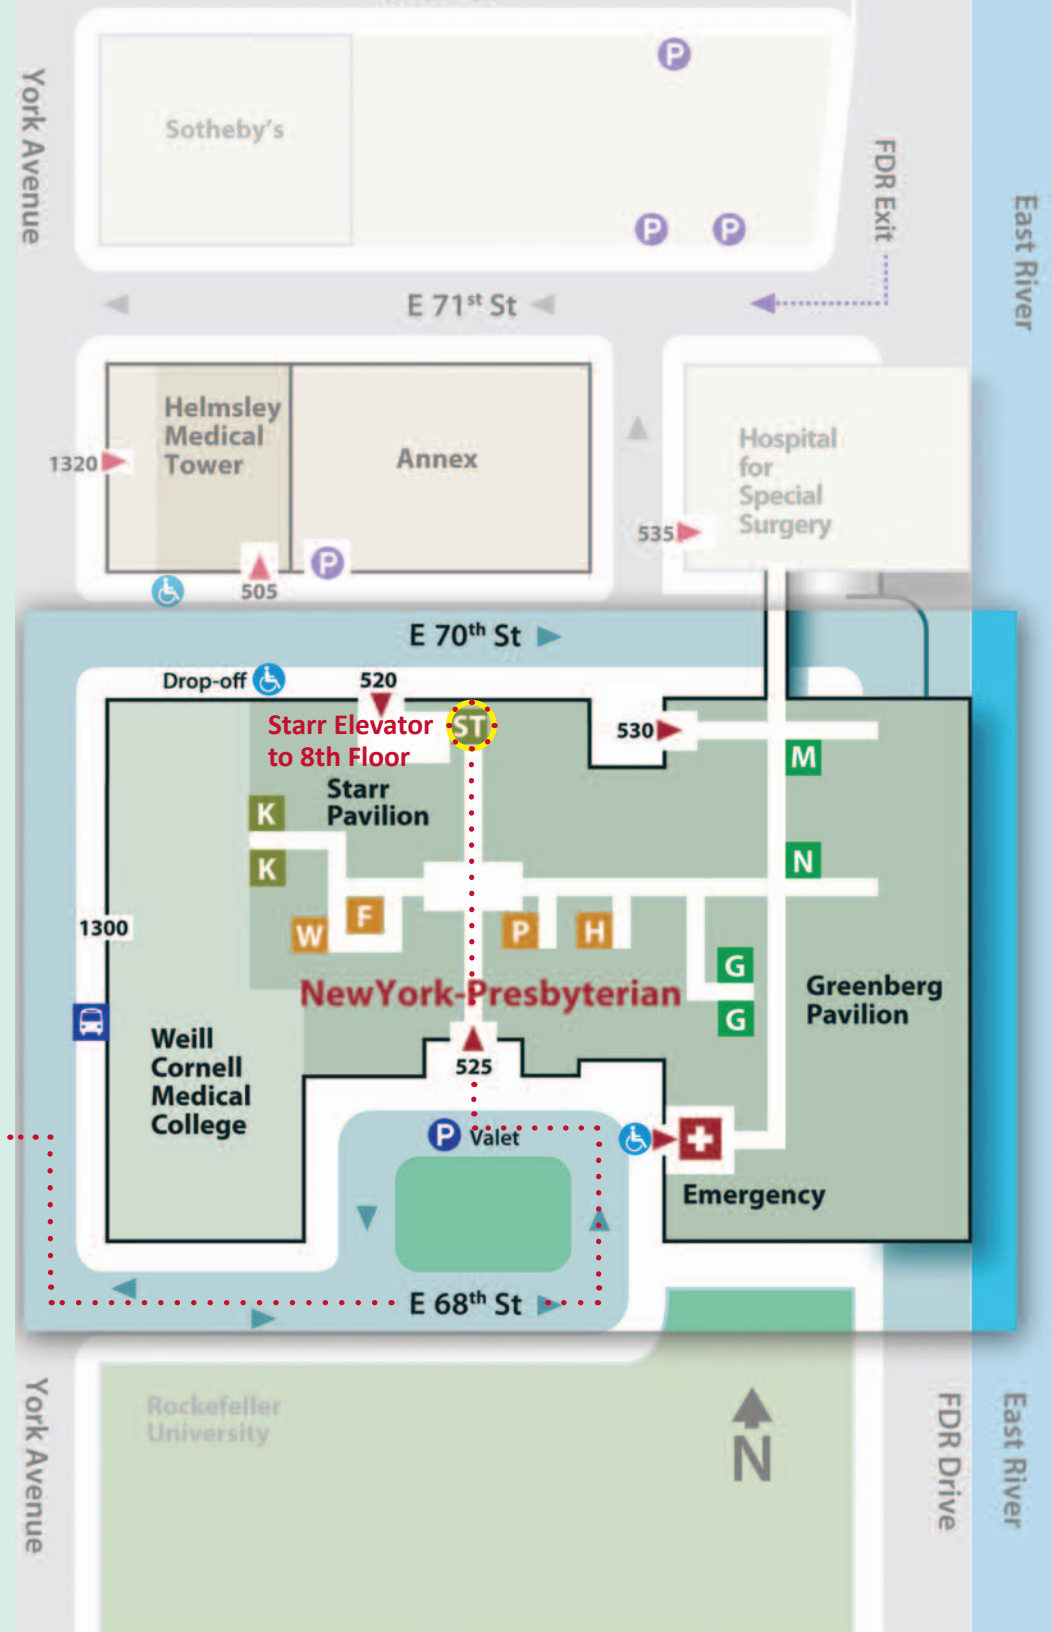 York Avenue
Sotheby's
P
P
P
FDR Exit
East River
E 71st St
Helmsley
Medical
Tower
Annex
Hospital
for
Special
Surgery
1320
535
P
505
E 70th St
Drop-off
520
Starr Elevator
to 8th Floor
ST
530
M
Starr
Pavilion
K
K
N
W
F
P
H
1300
G
G
NewYork-Presbyterian
Greenberg
Pavilion
Weill
Cornell
Medical
College
525
P Valet
Emergency
E 68th St
York Avenue
Rockefeller
University
N
FDR Drive
East River